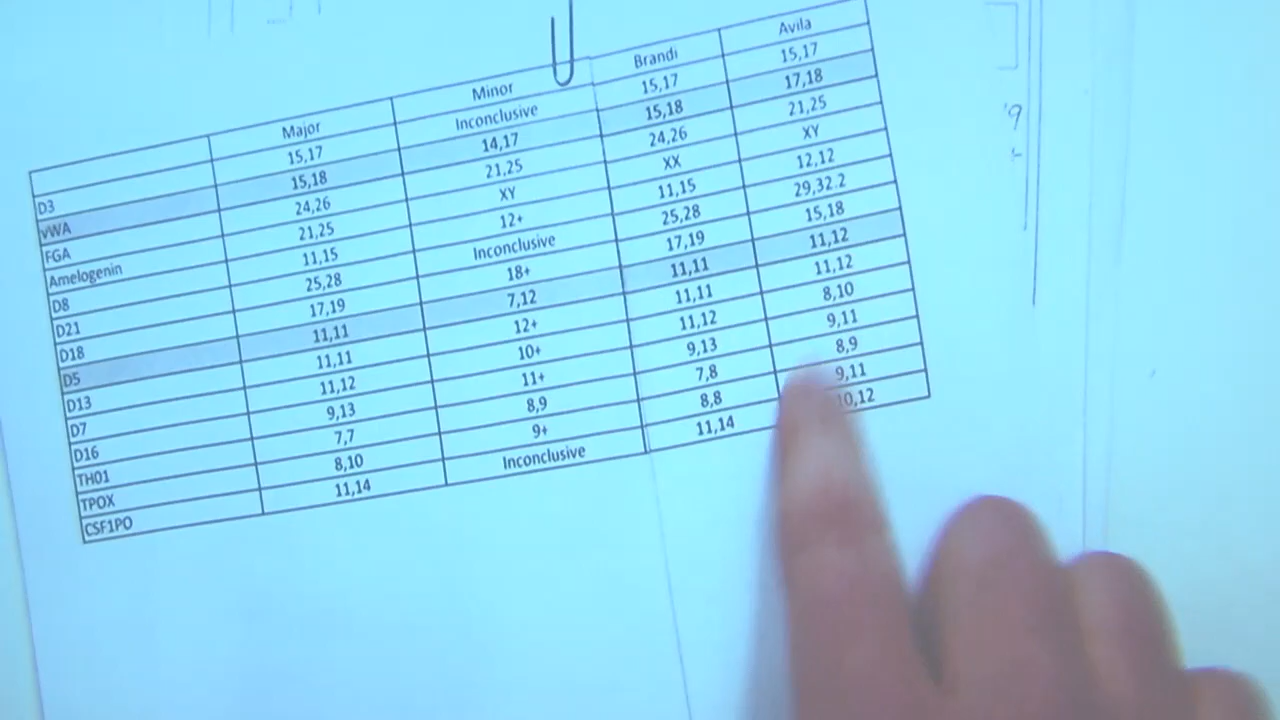 Major Minor Brandi Avila
D3 15,17 Inconclusive 15,17 15,17
vWA 15,18 14,17 15,18 17,18
FGA 24,26 21,25 24,26 21,25
Amelogenin 21,25 XY XX XY
D8 11,15 12+ 11,15 12,12
D21 25,28 Inconclusive 25,28 29,32.2
D18 17,19 18+ 17,19 15,18
D5 11,11 7,12 11,11 11,12
D13 11,11 12+ 11,11 11,12
D7 11,12 10+ 11,12 8,10
D16 9,13 11+ 9,13 9,11
TH01 7,7 8,9 7,8 8,9
TPOX 8,10 9+ 8,8 9,11
CSF1PO 11,14 Inconclusive 11,14 10,12